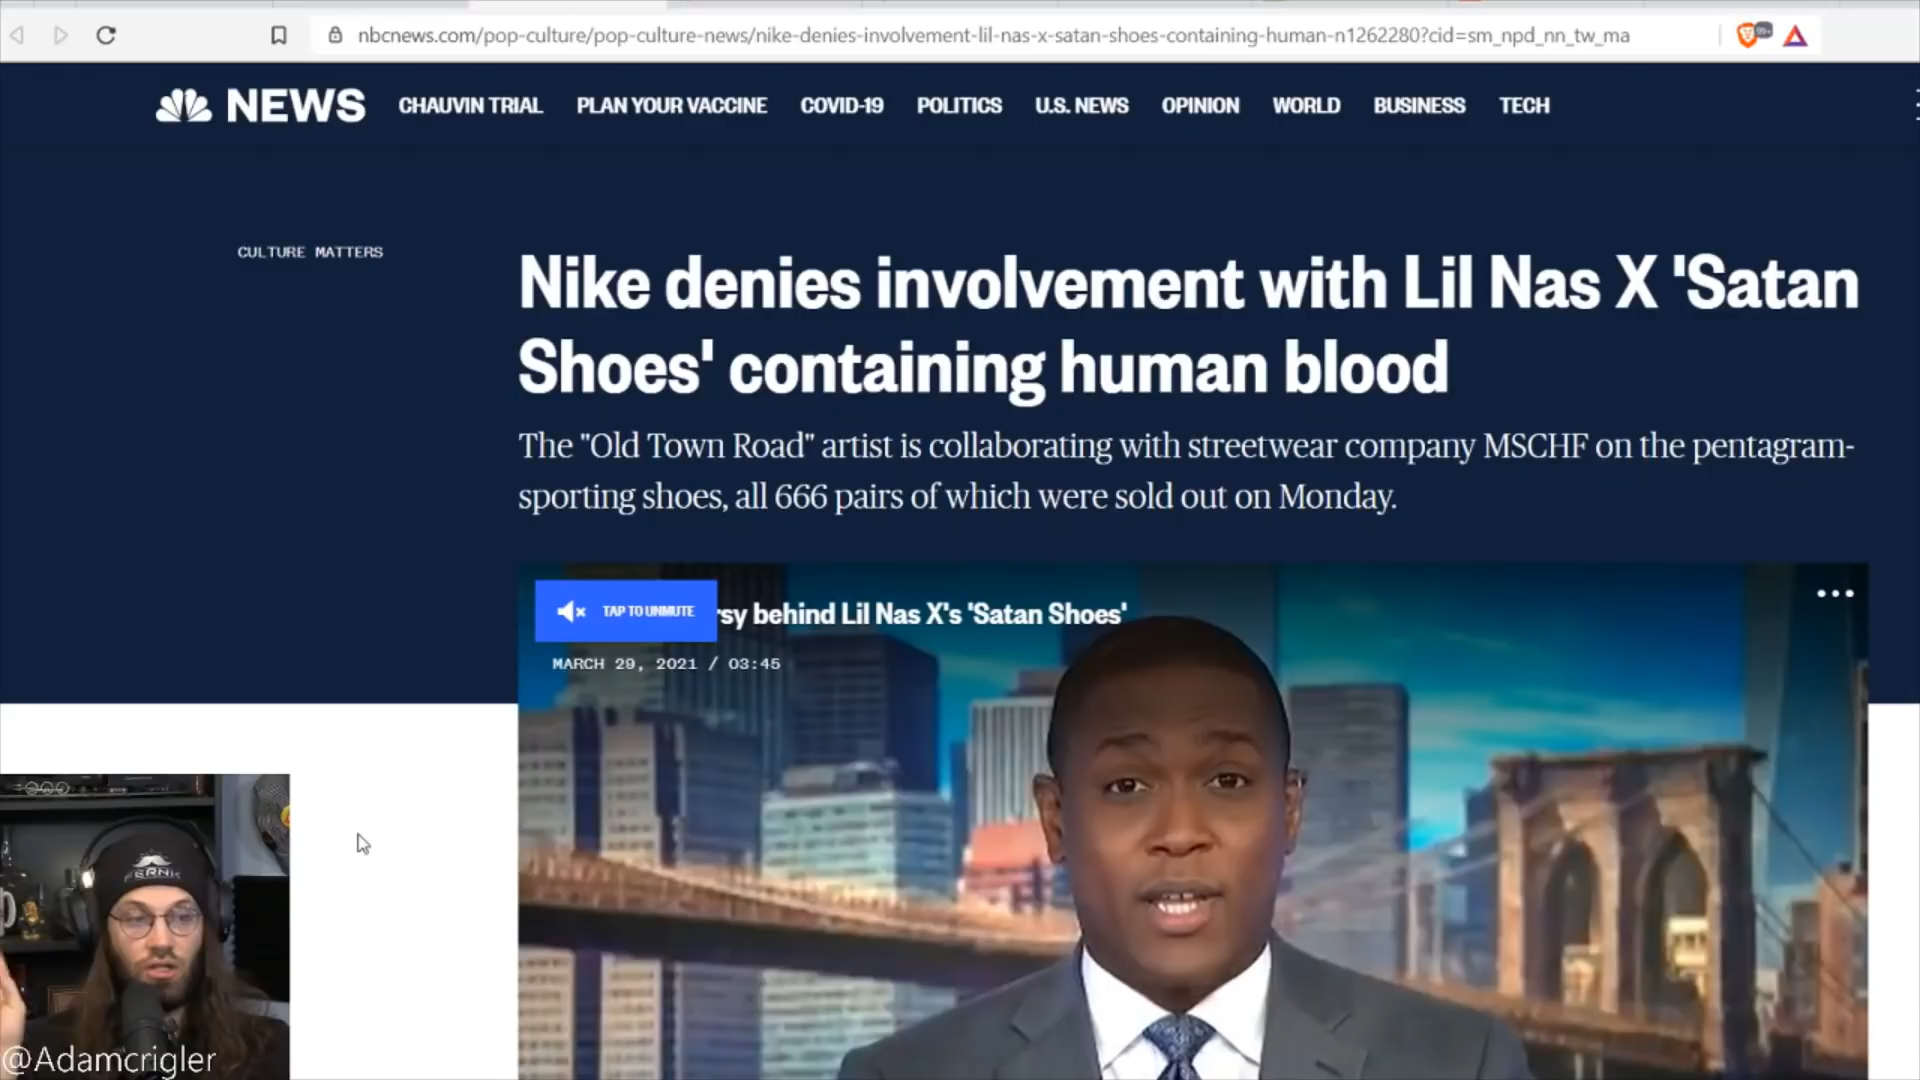 nbcnews.com/pop-culture/pop-culture-news/nike-denies-involvement-lil-nas-x-satan-shoes-containing-human-n1262280?cid=sm_npd_nn_tw_ma
99+
NEWS CHAUVIN TRIAL PLAN YOUR VACCINE COVID-19 POLITICS U.S. NEWS OPINION WORLD BUSINESS TECH
CULTURE MATTERS
Nike denies involvement with Lil Nas X 'Satan
Shoes' containing human blood
The "Old Town Road" artist is collaborating with streetwear company MSCHF on the pentagram-
sporting shoes, all 666 pairs of which were sold out on Monday.
TAP TO UNMUTE rsy behind Lil Nas X's 'Satan Shoes'
MARCH 29, 2021 / 03:45
@Adamcrigler